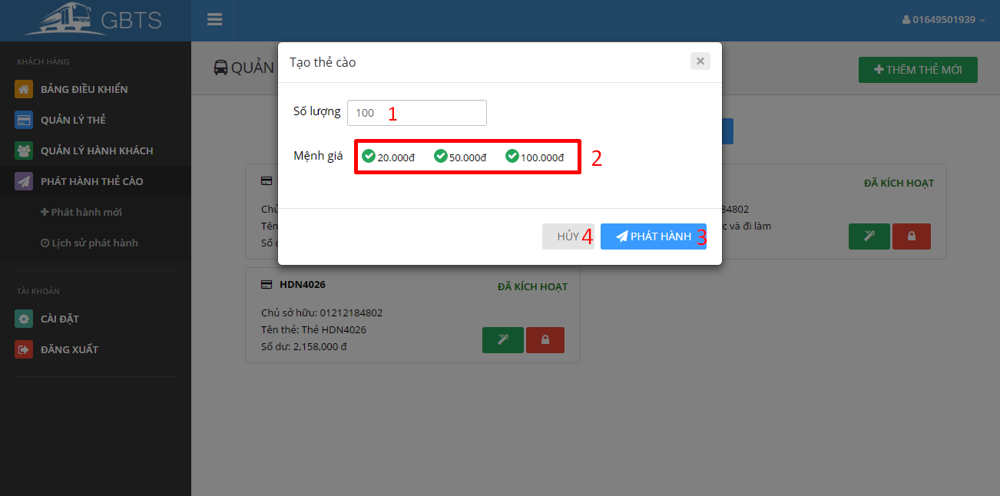 GBTS
01649501939
KHÁCH HÀNG
BẢNG ĐIỀU KHIỂN
QUẢN LÝ THẺ
QUẢN LÝ HÀNH KHÁCH
PHÁT HÀNH THẺ CÀO
Phát hành mới
Lịch sử phát hành
TÀI KHOẢN
CÀI ĐẶT
ĐĂNG XUẤT
QUẢN
THÊM THẺ MỚI
Tạo thẻ cào
×
Số lượng 100 1
Mệnh giá 20.000đ 50.000đ 100.000đ 2
HỦY 4 PHÁT HÀNH 3
ĐÃ KÍCH HOẠT
84802
và đi làm
Tên
Số
HDN4026
ĐÃ KÍCH HOẠT
Chủ sở hữu: 01212184802
Tên thẻ: Thẻ HDN4026
Số dư: 2,158,000 đ